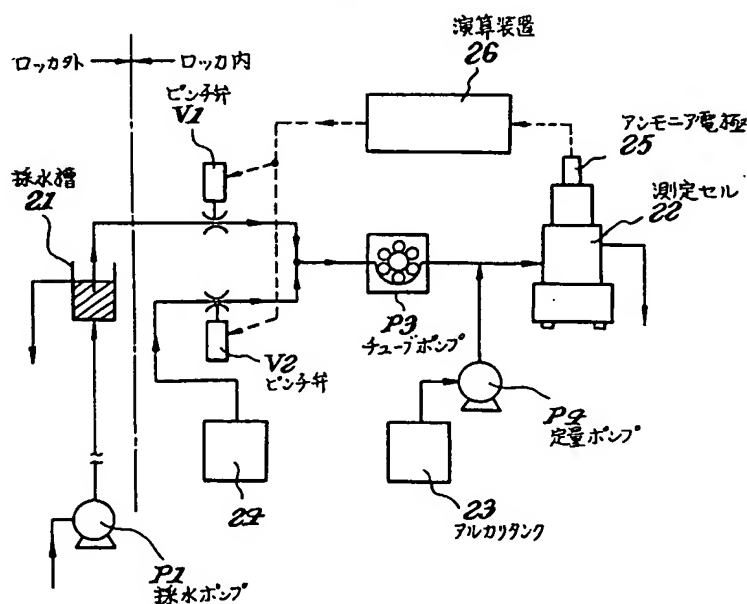 演算装置
26
ロッカ外
ロッカ内
ピンチ弁
V1
アンモニア電極
25
採水槽
21
測定セル
22
P3
チューブポンプ
V2
ピンチ弁
P4
定量ポンプ
24
23
アルカリタンク
P1
採水ポンプ